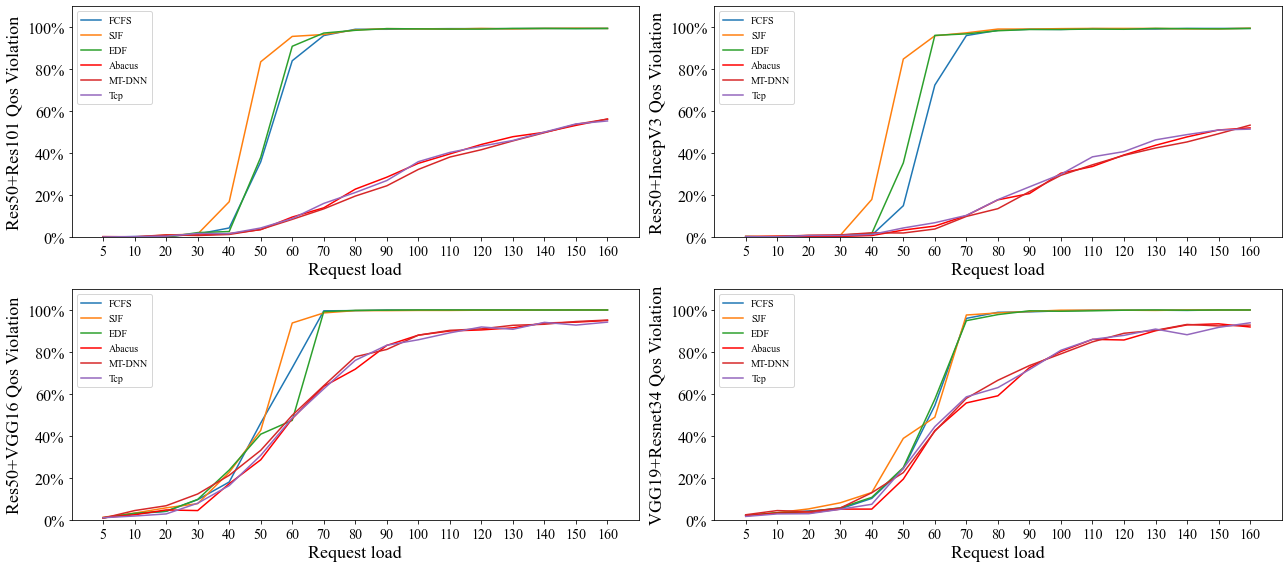 Res50+Res101 Qos Violation
100%
80%
60%
40%
20%
0%
FCFS
SJF
EDF
Abacus
MT-DNN
Tcp
5 10 20 30 40 50 60 70 80 90 100 110 120 130 140 150 160
Request load
Res50+IncepV3 Qos Violation
100%
80%
60%
40%
20%
0%
FCFS
SJF
EDF
Abacus
MT-DNN
Tcp
5 10 20 30 40 50 60 70 80 90 100 110 120 130 140 150 160
Request load
Res50+VGG16 Qos Violation
100%
80%
60%
40%
20%
0%
FCFS
SJF
EDF
Abacus
MT-DNN
Tcp
5 10 20 30 40 50 60 70 80 90 100 110 120 130 140 150 160
Request load
VGG19+Resnet34 Qos Violation
100%
80%
60%
40%
20%
0%
FCFS
SJF
EDF
Abacus
MT-DNN
Tcp
5 10 20 30 40 50 60 70 80 90 100 110 120 130 140 150 160
Request load